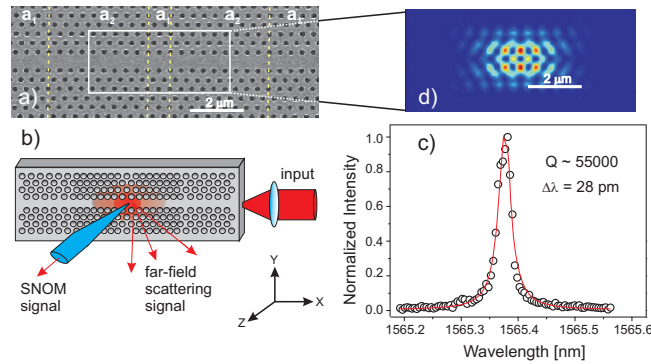 a1 a2 a1 a2 a1
2 µm
a)
2 µm
d)
b)
input
SNOM
signal
far-field
scattering
signal
Y
X
Z
c)
Q ~ 55000
Δλ = 28 pm
Normalized Intensity
1.0
0.8
0.6
0.4
0.2
0.0
1565.2 1565.3 1565.4 1565.5 1565.6
Wavelength [nm]